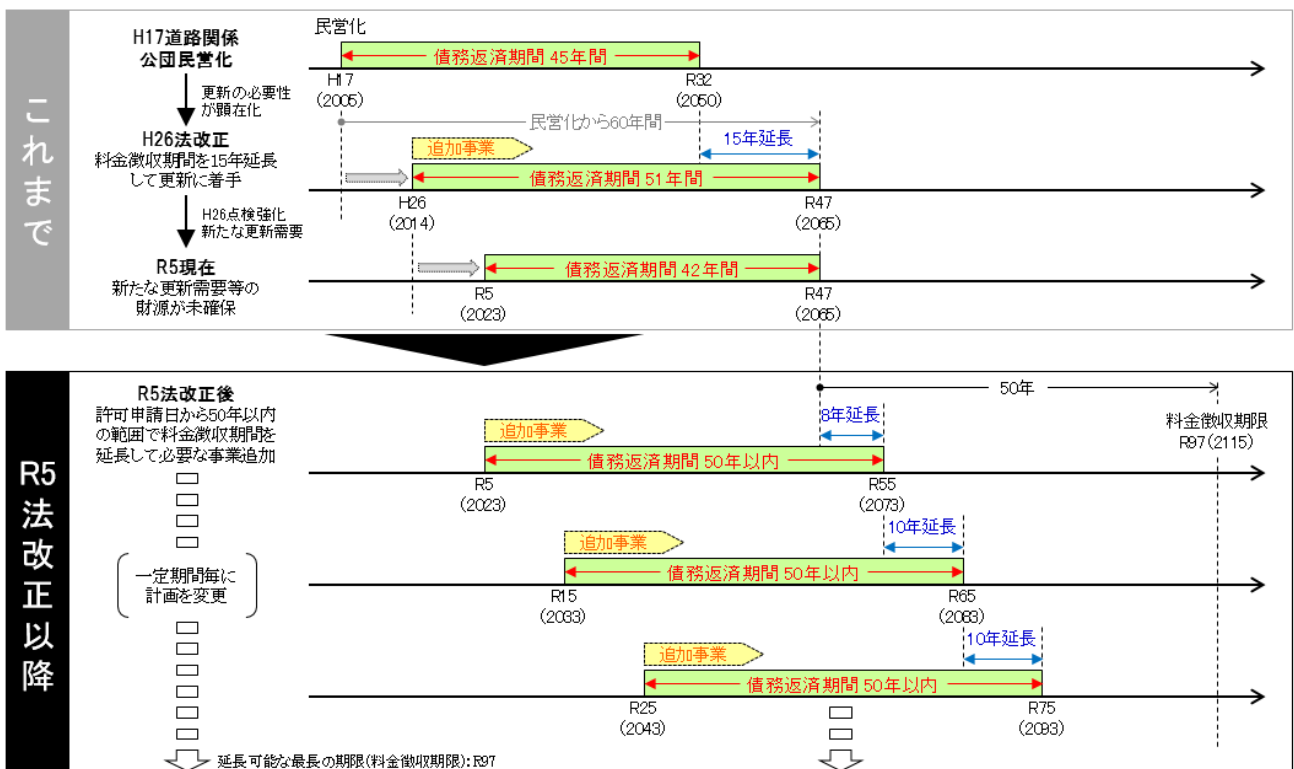 これまで
H17道路関係
公団民営化
更新の必要性
が顕在化
H26法改正
料金徴収期間を15年延長
して更新に着手
H26点検強化
新たな更新需要
R5現在
新たな更新需要等の
財源が未確保
民営化
債務返済期間 45年間
H17
(2005)
R32
(2050)
民営化から60年間
追加事業
15年延長
債務返済期間 51年間
H26
(2014)
R47
(2065)
債務返済期間 42年間
R5
(2023)
R47
(2065)
R5法改正以降
R5法改正後
許可申請日から50年以内
の範囲で料金徴収期間を
延長して必要な事業追加
一定期間毎に
計画を変更
50年
料金徴収期限
R97(2115)
追加事業
8年延長
債務返済期間 50年以内
R5
(2023)
R55
(2073)
追加事業
10年延長
債務返済期間 50年以内
R15
(2033)
R65
(2083)
追加事業
10年延長
債務返済期間 50年以内
R25
(2043)
R75
(2093)
延長可能な最長の期限(料金徴収期限):R97